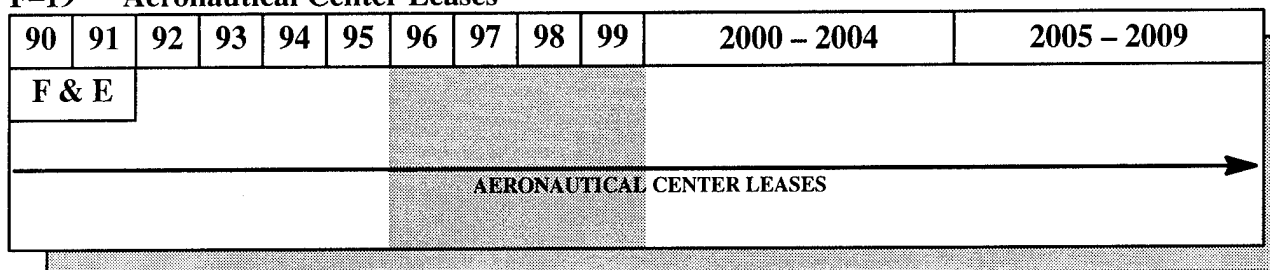 F–19 Aeronautical Center Leases
90 91 92 93 94 95 96 97 98 99 2000 – 2004 2005 – 2009
F & E
AERONAUTICAL CENTER LEASES